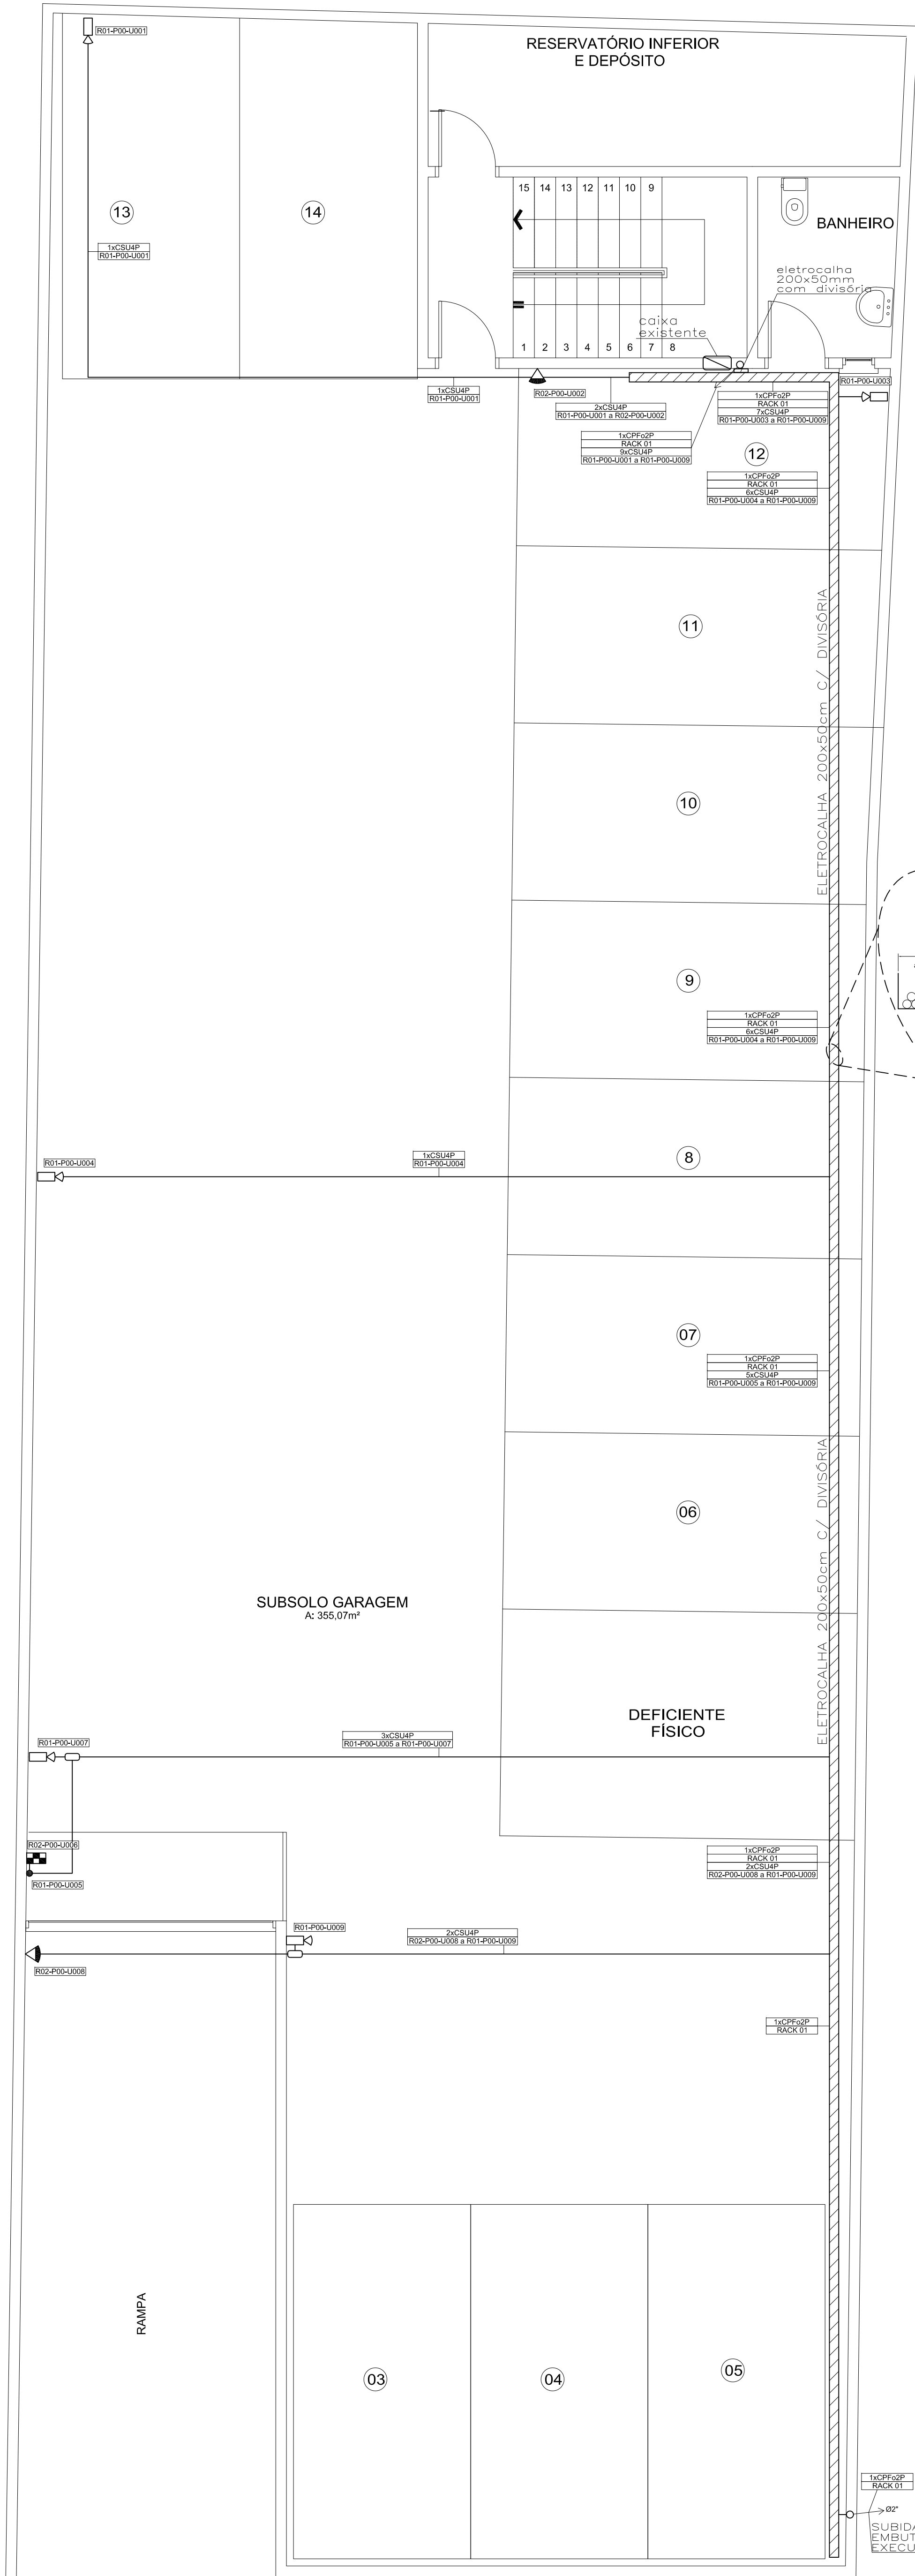 R01-P00-U001
RESERVATÓRIO INFERIOR
E DEPÓSITO
13
14
15 14 13 12 11 10 9
BANHEIRO
1xCSU4P
R01-P00-U001
eletrocalha
200x50mm
com divisória
caixa
existente
1 2 3 4 5 6 7 8
1xCSU4P
R01-P00-U001
R02-P00-U002
2xCSU4P
R01-P00-U001 a R02-P00-U002
R01-P00-U003
1xCPFo2P
RACK 01
7xCSU4P
R01-P00-U003 a R01-P00-U009
1xCPFo2P
RACK 01
9xCSU4P
R01-P00-U001 a R01-P00-U009
12
1xCPFo2P
RACK 01
6xCSU4P
R01-P00-U004 a R01-P00-U009
11
ELETROCALHA 200x50cm C/ DIVISÓRIA
10
9
1xCPFo2P
RACK 01
6xCSU4P
R01-P00-U004 a R01-P00-U009
R01-P00-U004
1xCSU4P
R01-P00-U004
8
07
1xCPFo2P
RACK 01
5xCSU4P
R01-P00-U005 a R01-P00-U009
06
ELETROCALHA 200x50cm C/ DIVISÓRIA
SUBSOLO GARAGEM
A: 355,07m²
DEFICIENTE
FÍSICO
R01-P00-U007
3xCSU4P
R01-P00-U005 a R01-P00-U007
R02-P00-U006
R01-P00-U005
1xCPFo2P
RACK 01
2xCSU4P
R02-P00-U008 a R01-P00-U009
R01-P00-U009
2xCSU4P
R02-P00-U008 a R01-P00-U009
R02-P00-U008
1xCPFo2P
RACK 01
RAMPA
03
04
05
1xCPFo2P
RACK 01
Ø2"
SUBIDA
EMBUT
EXECU